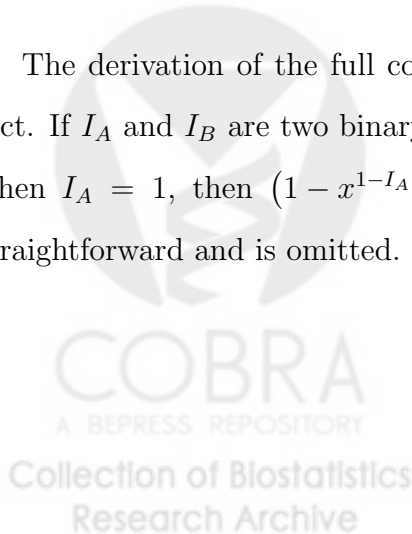 The derivation of the full co
ct. If I_A and I_B are two binary
hen I_A = 1, then (1 − x^{1−I_A}
raightforward and is omitted.
COBRA
A BEPRESS REPOSITORY
Collection of Biostatistics
Research Archive